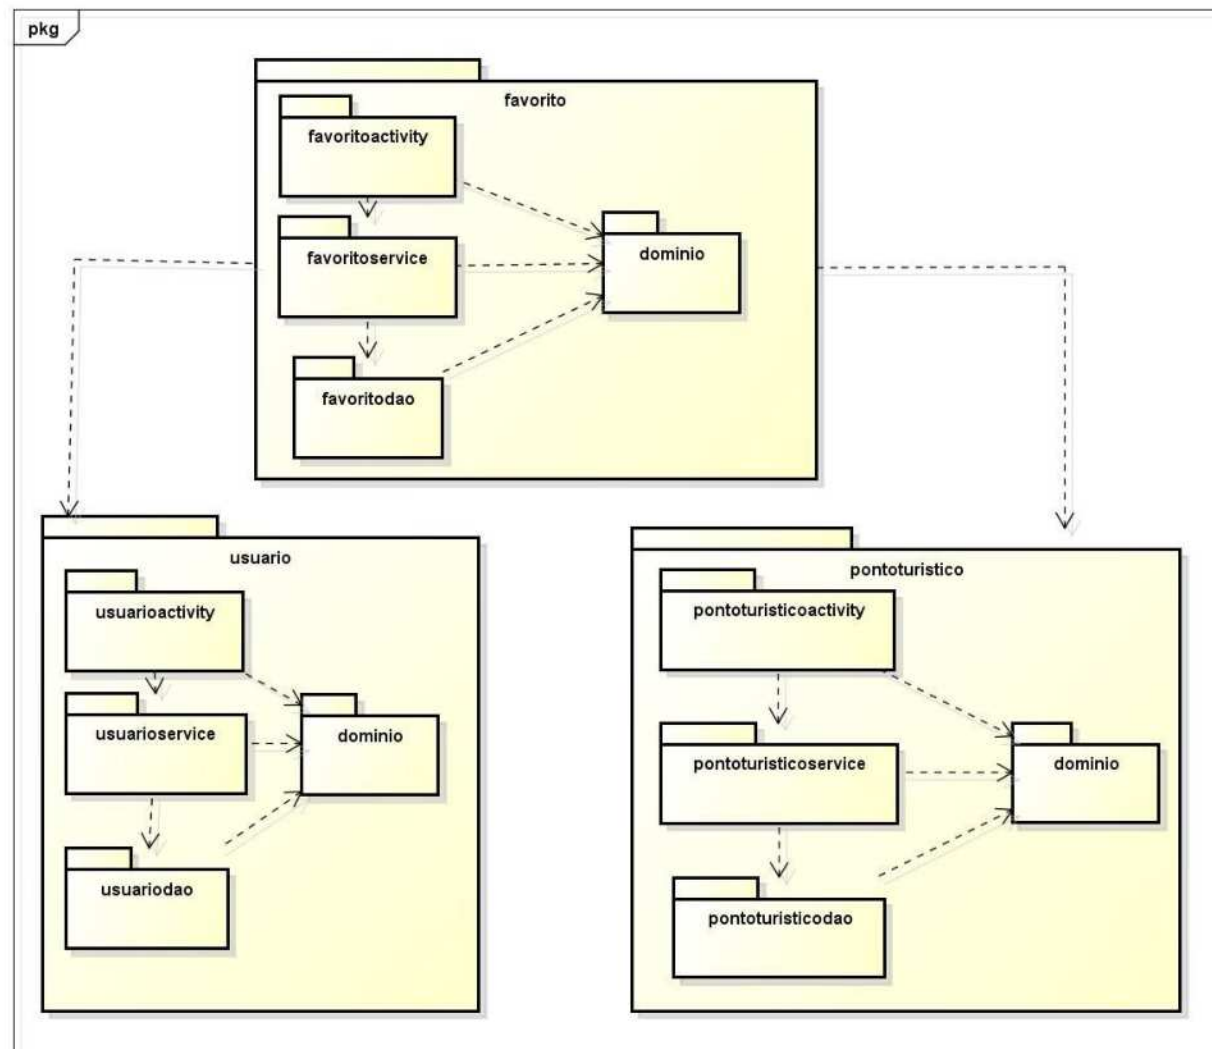 pkg
favorito
favoritoactivity
favoritoservice
dominio
favoritodao
usuario
usuarioactivity
usuarioservice
dominio
usuariodao
pontoturistico
pontoturisticoactivity
pontoturisticoservice
dominio
pontoturisticodao